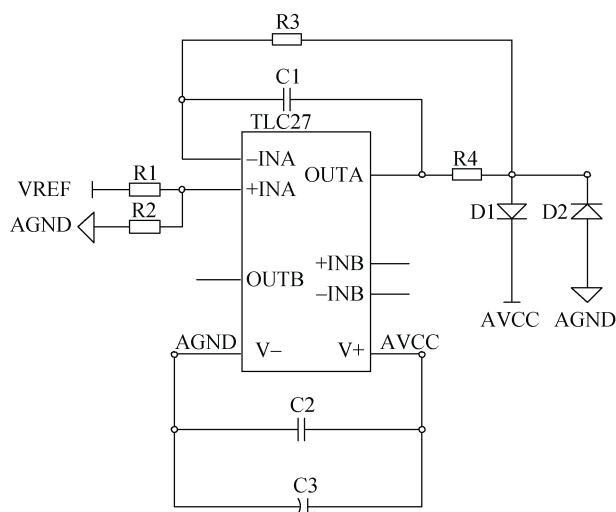 R3
C1
TLC27
−INA
R1
VREF
+INA
OUTA
R4
R2
AGND
D1
D2
+INB
OUTB
−INB
AVCC
AGND
AGND
V−
V+
AVCC
C2
C3